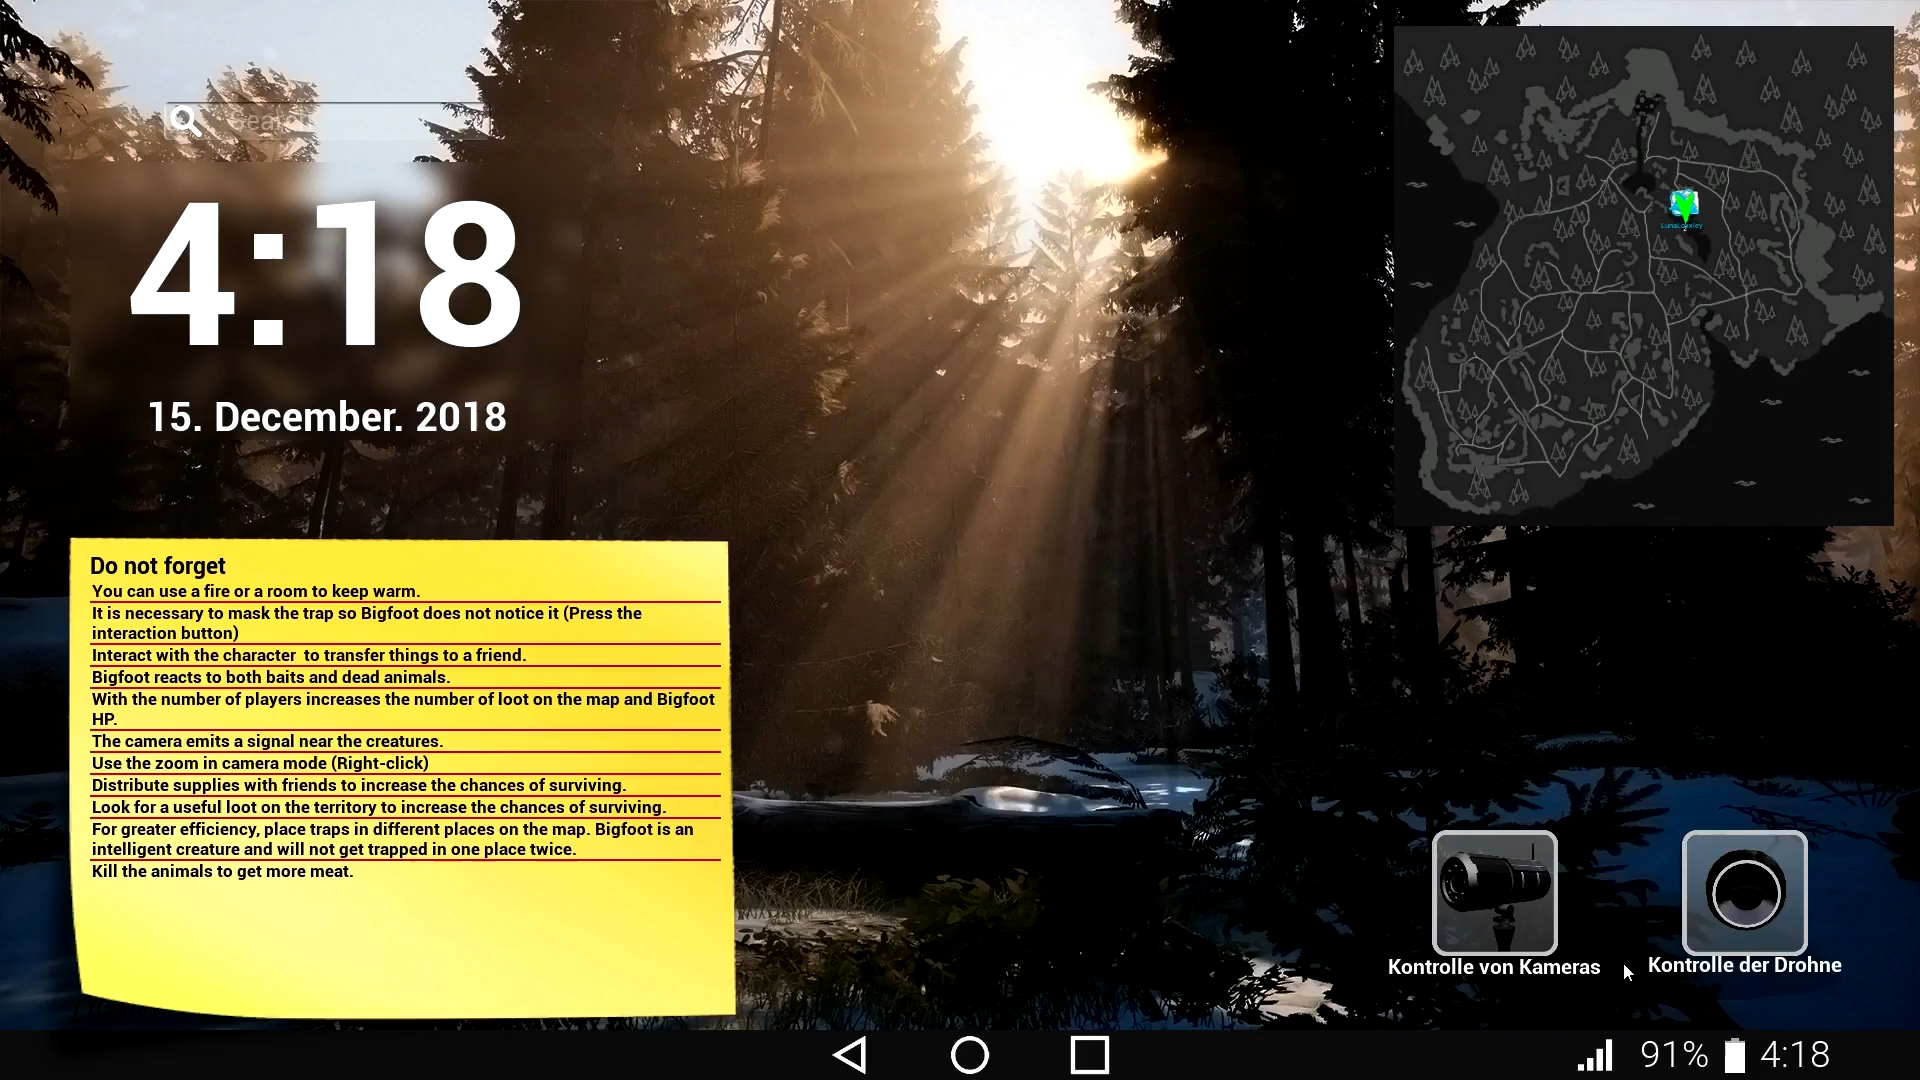 Search
4:18
15. December. 2018
Do not forget
You can use a fire or a room to keep warm.
It is necessary to mask the trap so Bigfoot does not notice it (Press the
interaction button)
Interact with the character  to transfer things to a friend.
Bigfoot reacts to both baits and dead animals.
With the number of players increases the number of loot on the map and Bigfoot
HP.
The camera emits a signal near the creatures.
Use the zoom in camera mode (Right-click)
Distribute supplies with friends to increase the chances of surviving.
Look for a useful loot on the territory to increase the chances of surviving.
For greater efficiency, place traps in different places on the map. Bigfoot is an
intelligent creature and will not get trapped in one place twice.
Kill the animals to get more meat.
Kontrolle von Kameras
Kontrolle der Drohne
91%
4:18